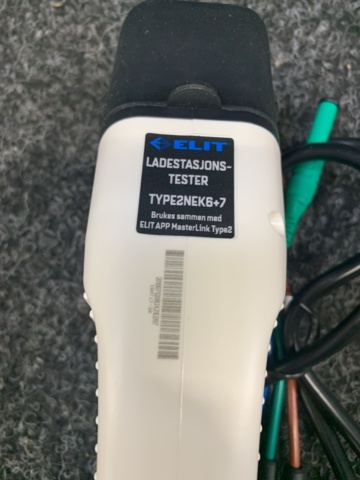 ELIT
LADESTASJONS-
TESTER
TYPE2NEK6+7
Brukes sammen med
ELIT APP MasterLink Type2